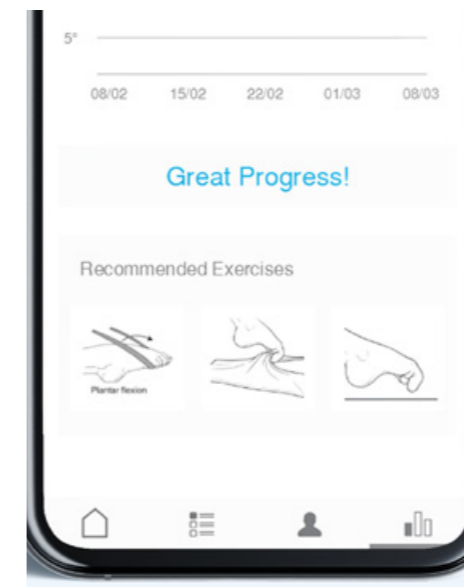 5°
08/02 15/02 22/02 01/03 08/03
Great Progress!
Recommended Exercises
Plantar flexion